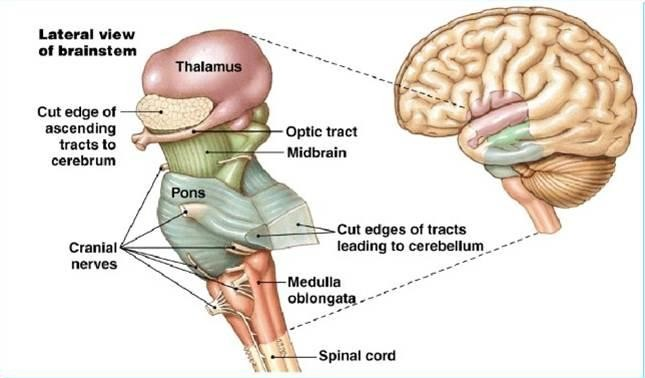 Lateral view
of brainstem
Thalamus
Cut edge of
ascending
tracts to
cerebrum
Optic tract
Midbrain
Pons
Cut edges of tracts
leading to cerebellum
Cranial
nerves
Medulla
oblongata
Spinal cord